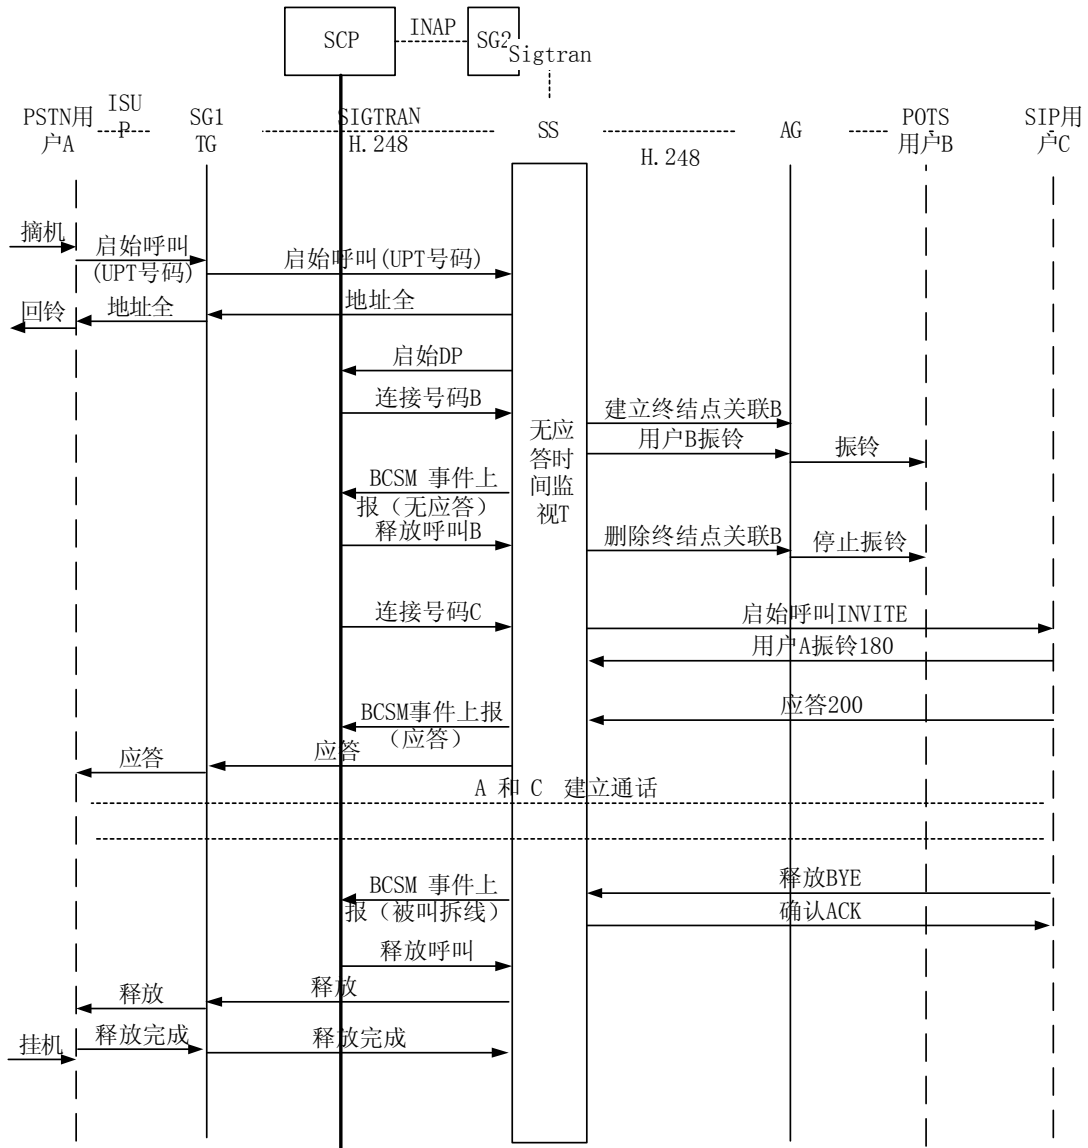 SCP
INAP
SG2
Sigtran
PSTN用
户A
ISU
P
SG1
TG
SIGTRAN
H.248
SS
H.248
AG
POTS
用户B
SIP用
户C
摘机
启始呼叫
(UPT号码)
启始呼叫(UPT号码)
回铃
地址全
地址全
启始DP
连接号码B
无应
答时
间监
视T
建立终结点关联B
用户B振铃
振铃
BCSM 事件上
报（无应答）
释放呼叫B
删除终结点关联B
停止振铃
连接号码C
启始呼叫INVITE
用户A振铃180
应答200
BCSM事件上报
（应答）
应答
应答
A 和 C 建立通话
释放BYE
BCSM 事件上
报（被叫拆线）
确认ACK
释放呼叫
释放
释放
挂机
释放完成
释放完成